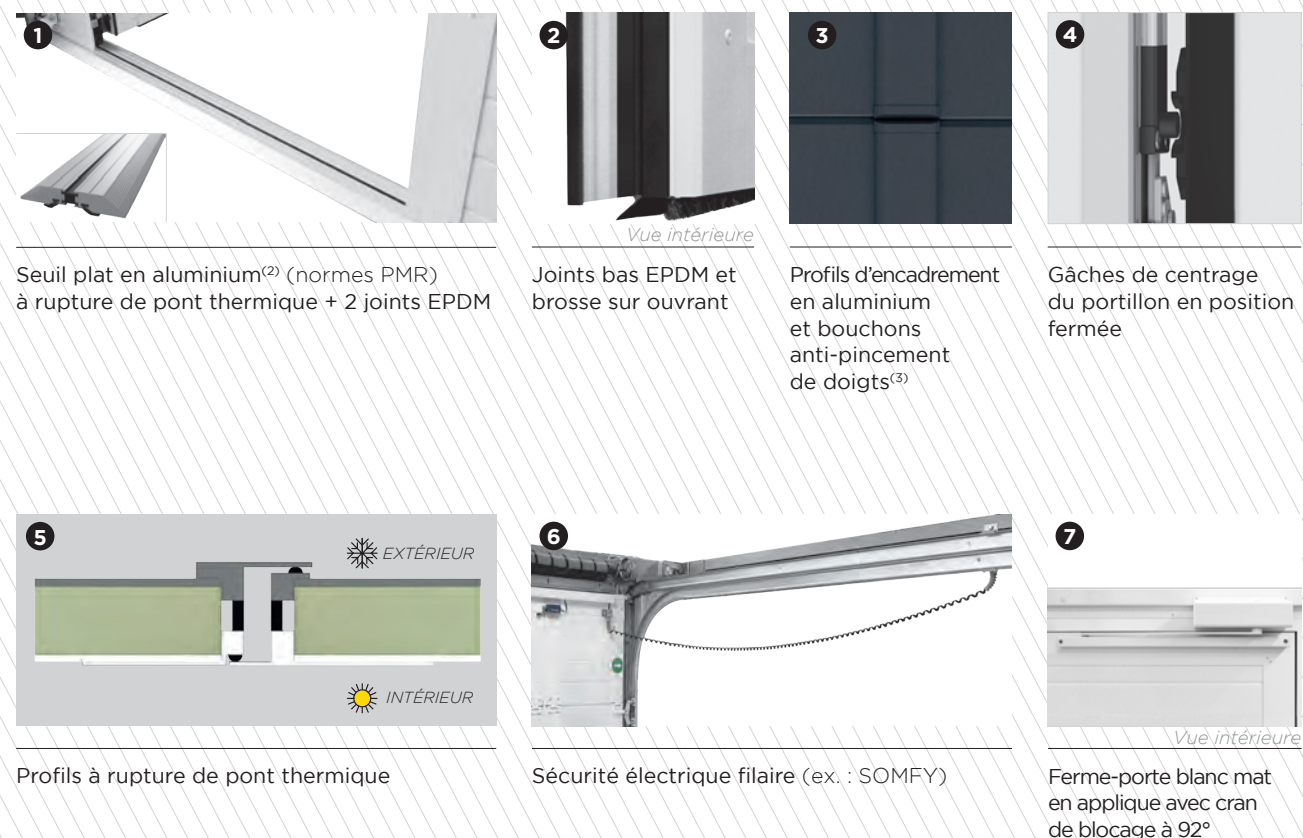 1
Seuil plat en aluminium(2) (normes PMR)
à rupture de pont thermique + 2 joints EPDM
2
Vue intérieure
Joints bas EPDM et
brosse sur ouvrant
3
Profils d’encadrement
en aluminium
et bouchons
anti-pincement
de doigts(3)
4
Gâches de centrage
du portillon en position
fermée
5
EXTÉRIEUR
INTÉRIEUR
Profils à rupture de pont thermique
6
Sécurité électrique filaire (ex. : SOMFY)
7
Vue intérieure
Ferme-porte blanc mat
en applique avec cran
de blocage à 92°